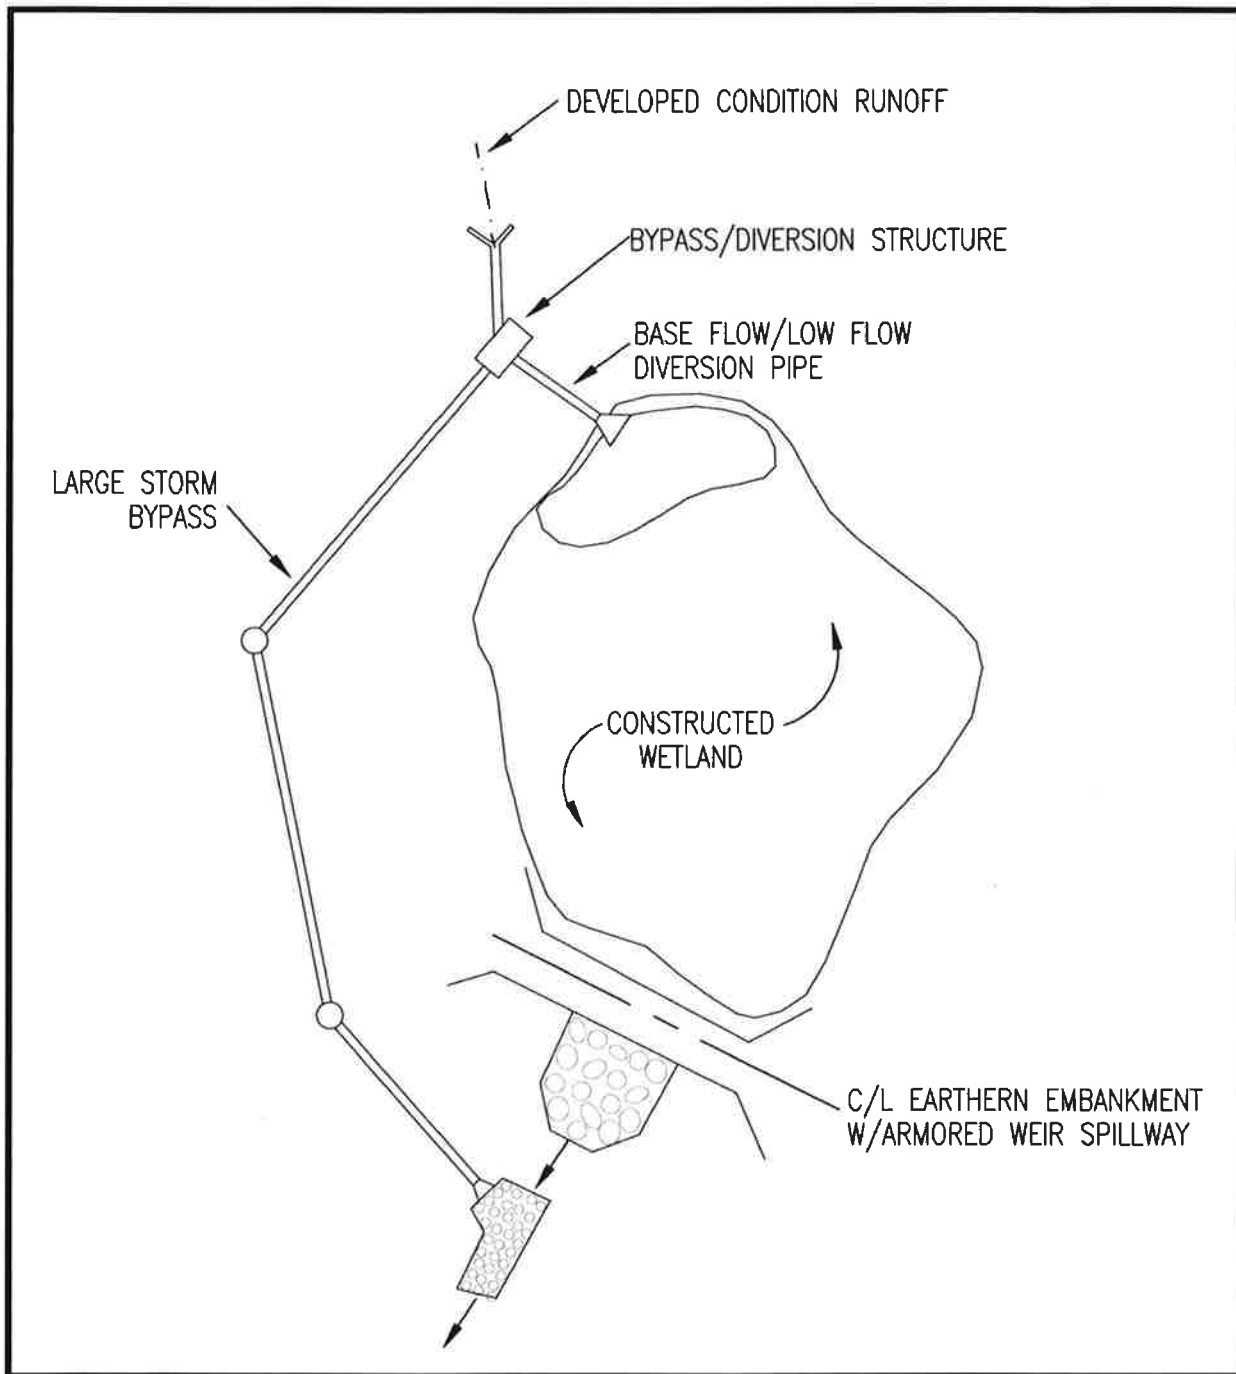 DEVELOPED CONDITION RUNOFF
BYPASS/DIVERSION STRUCTURE
BASE FLOW/LOW FLOW
DIVERSION PIPE
LARGE STORM
BYPASS
CONSTRUCTED
WETLAND
C/L EARTHERN EMBANKMENT
W/ARMORED WEIR SPILLWAY